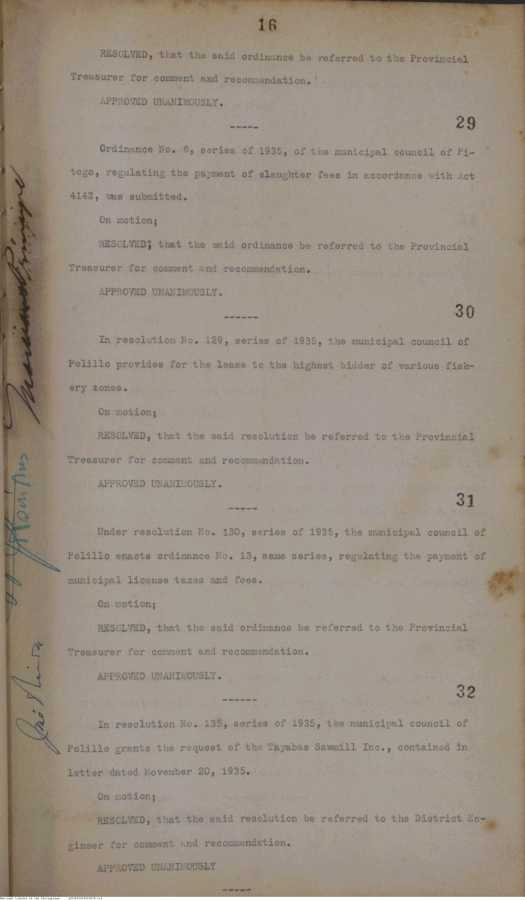 16
RESOLVED, that the said ordinance be referred to the Provincial
Treasurer for comment and recommendation.
APPROVED UNANIMOUSLY.
-----
29
Ordinance No. 6, series of 1935, of the municipal council of Pi-
togo, regulating the payment of slaughter fees in accordance with Act
4142, was submitted.
On motion;
RESOLVED; that the said ordinance be referred to the Provincial
Treasurer for comment and recommendation.
APPROVED UNANIMOUSLY.
------
30
In resolution No. 129, series of 1935, the municipal council of
Polillo provides for the lease to the highest bidder of various fish-
ery zones.
On motion;
RESOLVED, that the said resolution be referred to the Provincial
Treasurer for comment and recommendation.
APPROVED UNANIMOUSLY.
-----
31
Under resolution No. 130, series of 1935, the municipal council of
Polillo enacts ordinance No. 13, same series, regulating the payment of
municipal license taxes and fees.
On motion;
RESOLVED, that the said ordinance be referred to the Provincial
Treasurer for comment and recommendation.
APPROVED UNANIMOUSLY.
------
32
In resolution No. 135, series of 1935, the municipal council of
Polillo grants the request of the Tayabas Sawmill Inc., contained in
letter dated November 20, 1935.
On motion;
RESOLVED, that the said resolution be referred to the District En-
gineer for comment and recommendation.
APPROVED UNANIMOUSLY
-----